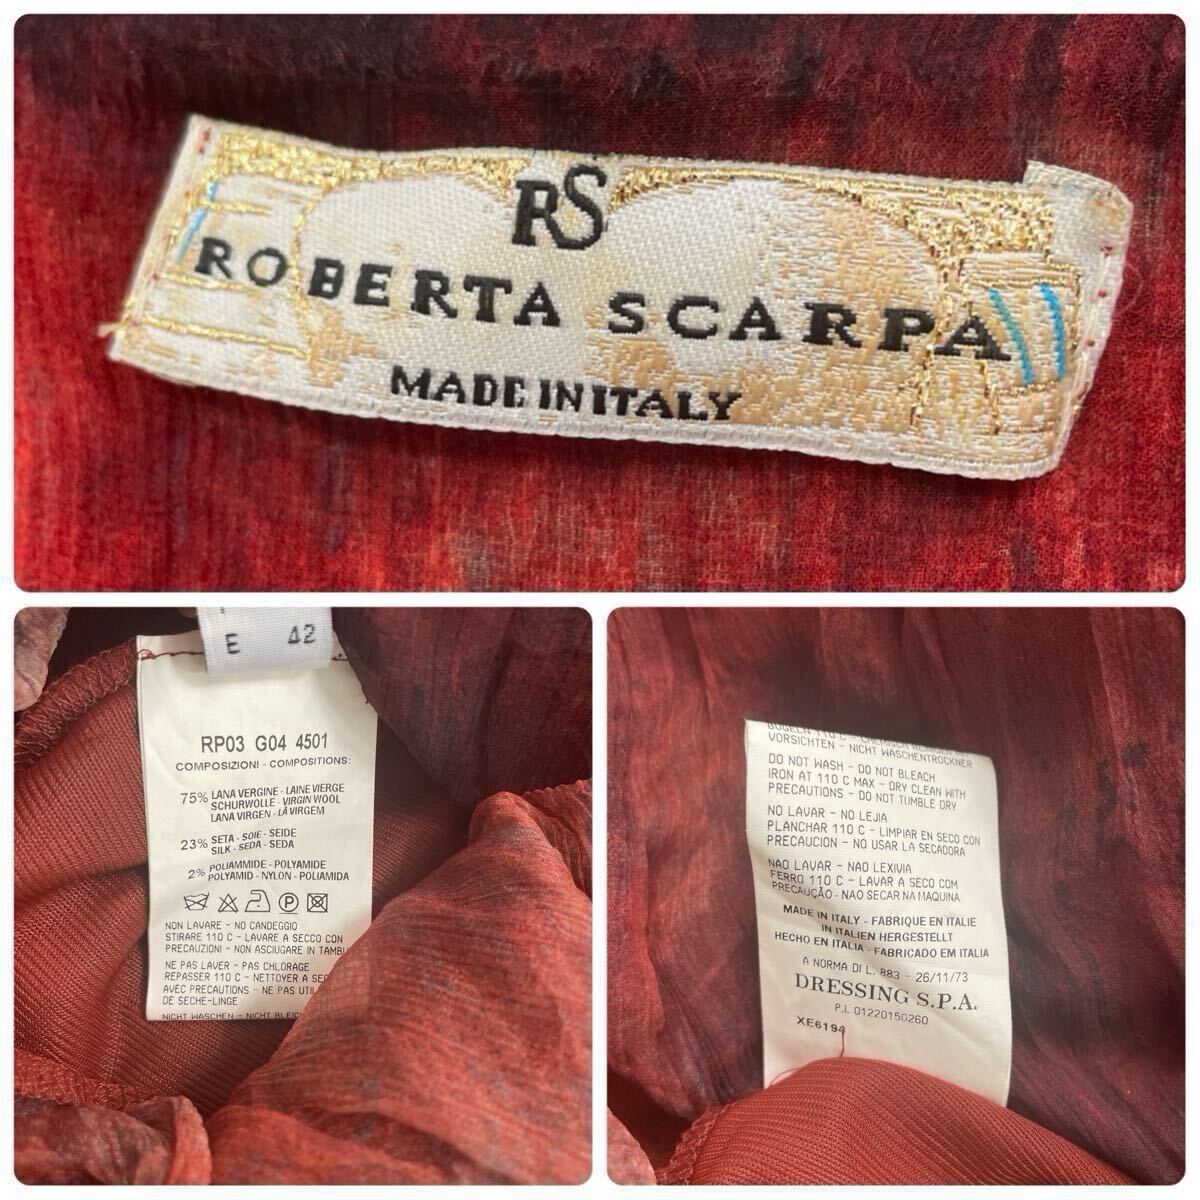 RS
ROBERTA SCARPA
MADE IN ITALY
E 42
RP03 G04 4501
COMPOSIZIONI - COMPOSITIONS:
75% LANA VERGINE - LAINE VIERGE
SCHURWOLLE - VIRGIN WOOL
LANA VIRGEN - LÃ VIRGEM
23% SETA - SOIE - SEIDE
SILK - SEDA - SEDA
2% POLIAMMIDE - POLYAMIDE
POLYAMID - NYLON - POLIAMIDA
P
NON LAVARE - NO CANDEGGIO
STIRARE 110 C - LAVARE A SECCO CON
PRECAUZIONI - NON ASCIUGARE IN
NE PAS LAVER - PAS CHLORAGE
REPASSER 110 C - NETTOYER A
AVEC PRECAUTIONS - NE PAS
DE SECHE-LINGE
NICHT WASCHEN - NICHT
BÜGELN 110 C - CHEMISCH REINIGEN
VORSICHTEN - NICHT WASCHENTROCKNER
DO NOT WASH - DO NOT BLEACH
IRON AT 110 C MAX - DRY CLEAN WITH
PRECAUTIONS - DO NOT TUMBLE DRY
NO LAVAR - NO LEJIA
PLANCHAR 110 C - LIMPIAR EN SECO CON
PRECAUCION - NO USAR LA SECADORA
NAO LAVAR - NAO LEXIVIA
FERRO 110 C - LAVAR A SECO COM
PRECAUÇÃO - NAO SECAR NA MAQUINA
MADE IN ITALY - FABRIQUE EN ITALIE
IN ITALIEN HERGESTELLT
HECHO EN ITALIA - FABRICADO EM ITALIA
A NORMA DI L. 883 - 26/11/73
DRESSING S.P.A.
P.I. 01220150260
XE6194